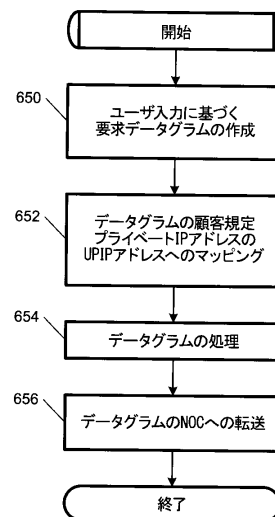 開始
650
ユーザ入力に基づく
要求データグラムの作成
652
データグラムの顧客規定
プライベートIPアドレスの
UPIPアドレスへのマッピング
654
データグラムの処理
656
データグラムのNOCへの転送
終了